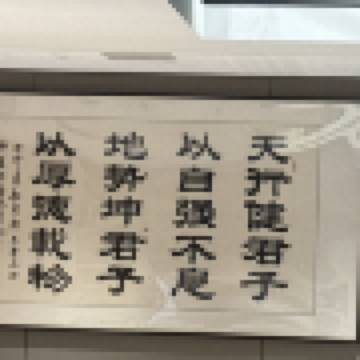 天行健君子
以自强不息
地势坤君子
以厚德载物